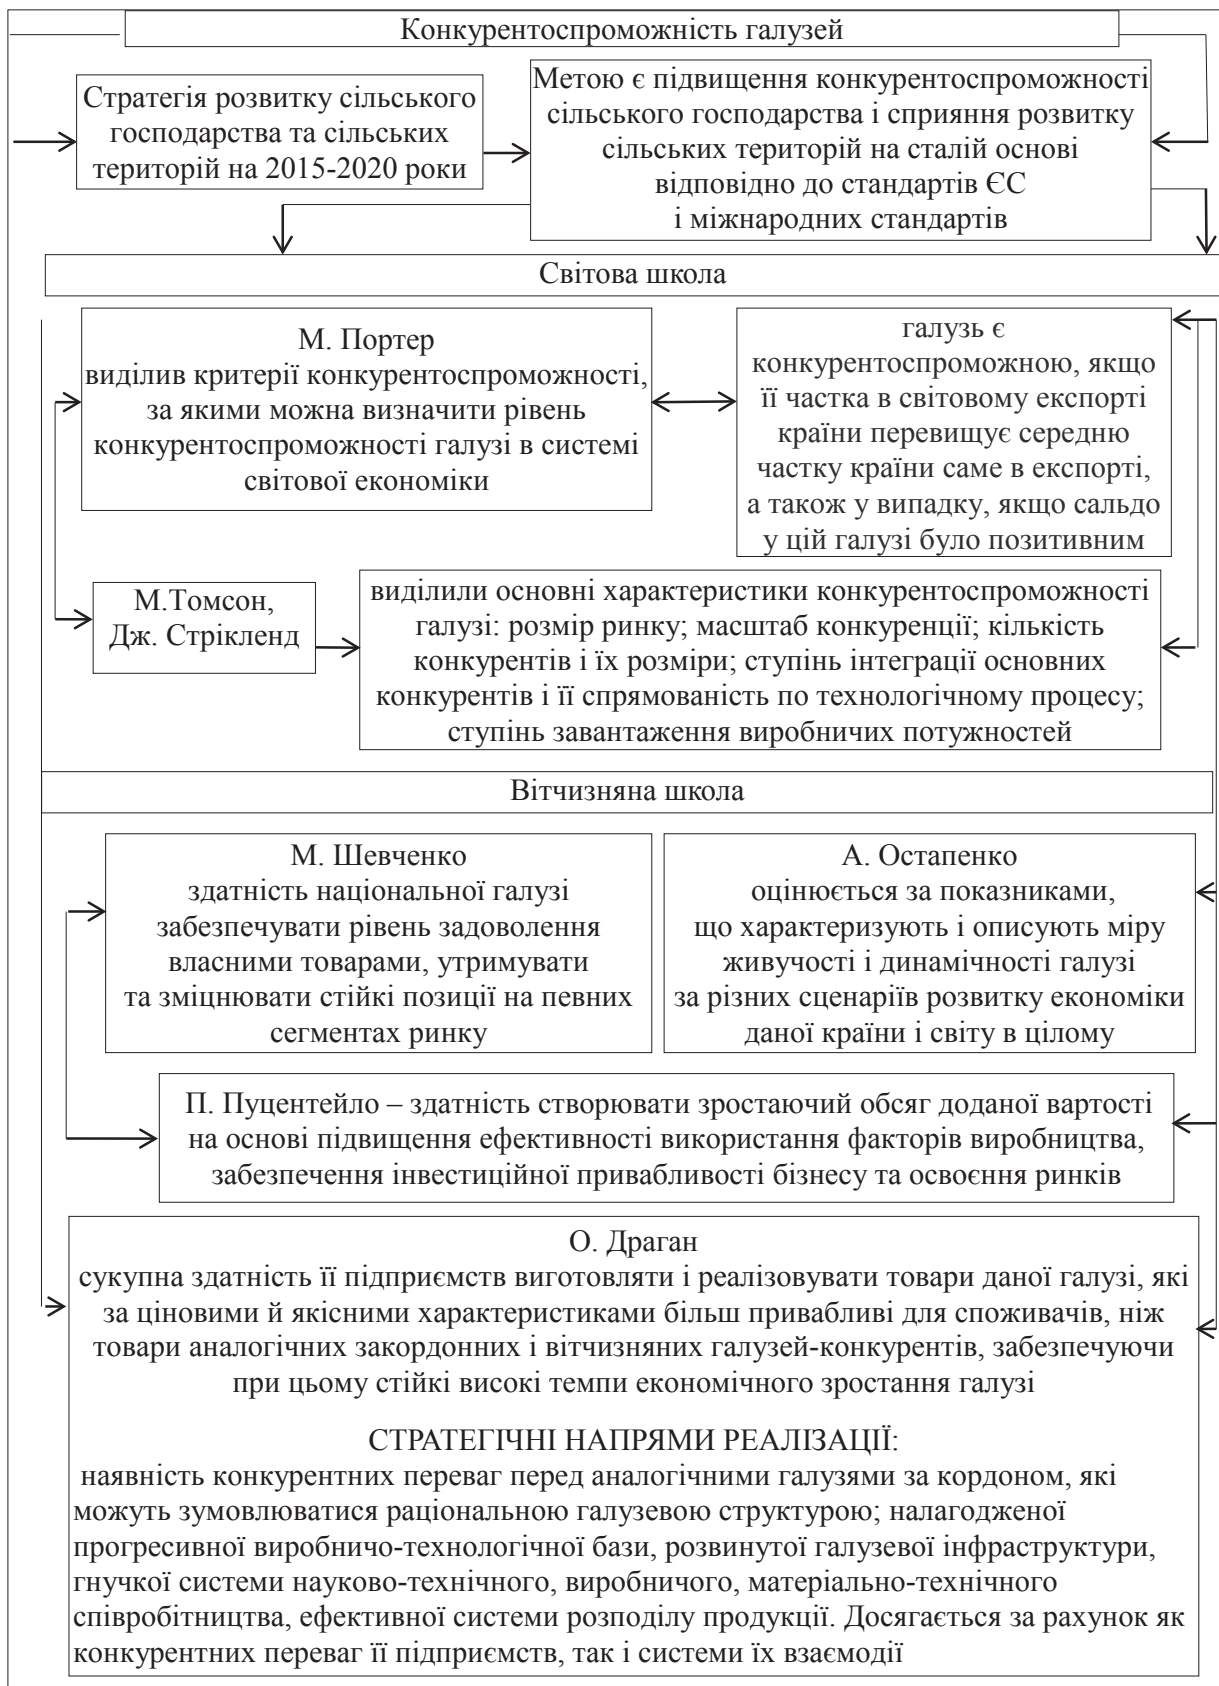 Конкурентоспроможність галузей
Стратегія розвитку сільського
господарства та сільських
територій на 2015-2020 роки
Метою є підвищення конкурентоспроможності
сільського господарства і сприяння розвитку
сільських територій на сталій основі
відповідно до стандартів ЄС
і міжнародних стандартів
Світова школа
М. Портер
виділив критерії конкурентоспроможності,
за якими можна визначити рівень
конкурентоспроможності галузі в системі
світової економіки
галузь є
конкурентоспроможною, якщо
її частка в світовому експорті
країни перевищує середню
частку країни саме в експорті,
а також у випадку, якщо сальдо
у цій галузі було позитивним
М.Томсон,
Дж. Стрікленд
виділили основні характеристики конкурентоспроможності
галузі: розмір ринку; масштаб конкуренції; кількість
конкурентів і їх розміри; ступінь інтеграції основних
конкурентів і її спрямованість по технологічному процесу;
ступінь завантаження виробничих потужностей
Вітчизняна школа
М. Шевченко
здатність національної галузі
забезпечувати рівень задоволення
власними товарами, утримувати
та зміцнювати стійкі позиції на певних
сегментах ринку
А. Остапенко
оцінюється за показниками,
що характеризують і описують міру
живучості і динамічності галузі
за різних сценаріїв розвитку економіки
даної країни і світу в цілому
П. Пуцентейло – здатність створювати зростаючий обсяг доданої вартості
на основі підвищення ефективності використання факторів виробництва,
забезпечення інвестиційної привабливості бізнесу та освоєння ринків
О. Драган
сукупна здатність її підприємств виготовляти і реалізовувати товари даної галузі, які
за ціновими й якісними характеристиками більш привабливі для споживачів, ніж
товари аналогічних закордонних і вітчизняних галузей-конкурентів, забезпечуючи
при цьому стійкі високі темпи економічного зростання галузі
СТРАТЕГІЧНІ НАПРЯМИ РЕАЛІЗАЦІЇ:
наявність конкурентних переваг перед аналогічними галузями за кордоном, які
можуть зумовлюватися раціональною галузевою структурою; налагодженої
прогресивної виробничо-технологічної бази, розвинутої галузевої інфраструктури,
гнучкої системи науково-технічного, виробничого, матеріально-технічного
співробітництва, ефективної системи розподілу продукції. Досягається за рахунок як
конкурентних переваг її підприємств, так і системи їх взаємодії